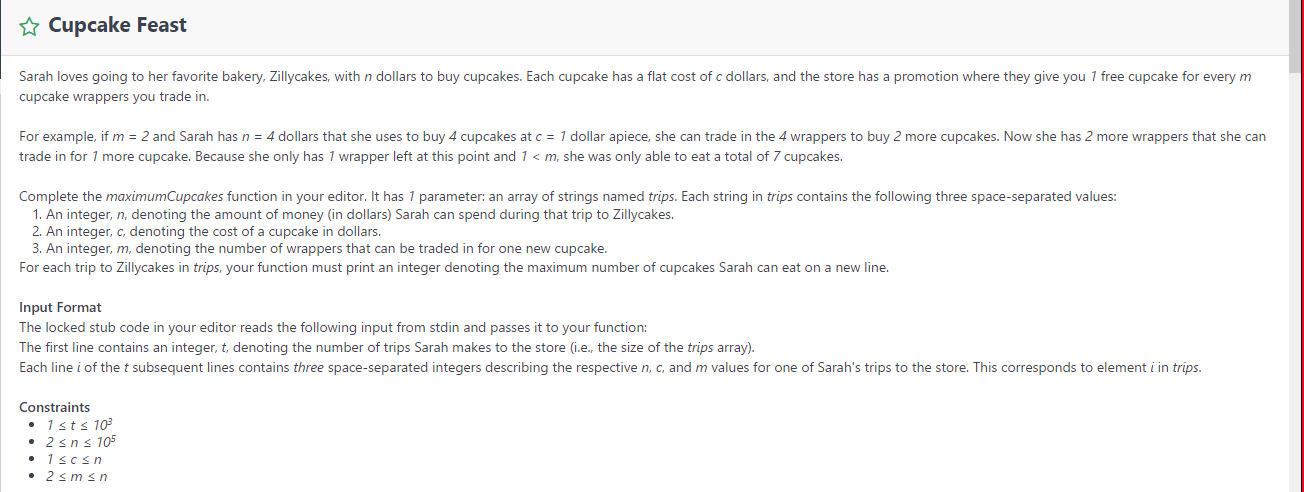 Cupcake Feast
Sarah loves going to her favorite bakery, Zillycakes, with n dollars to buy cupcakes. Each cupcake has a flat cost of c dollars, and the store has a promotion where they give you 1 free cupcake for every m
cupcake wrappers you trade in.
For example, if m = 2 and Sarah has n = 4 dollars that she uses to buy 4 cupcakes at c = 1 dollar apiece, she can trade in the 4 wrappers to buy 2 more cupcakes. Now she has 2 more wrappers that she can
trade in for 1 more cupcake. Because she only has 1 wrapper left at this point and 1 < m, she was only able to eat a total of 7 cupcakes.
Complete the maximumCupcakes function in your editor. It has 1 parameter: an array of strings named trips. Each string in trips contains the following three space-separated values:
1. An integer, n, denoting the amount of money (in dollars) Sarah can spend during that trip to Zillycakes.
2. An integer, c, denoting the cost of a cupcake in dollars.
3. An integer, m, denoting the number of wrappers that can be traded in for one new cupcake.
For each trip to Zillycakes in trips, your function must print an integer denoting the maximum number of cupcakes Sarah can eat on a new line.
Input Format
The locked stub code in your editor reads the following input from stdin and passes it to your function:
The first line contains an integer, t, denoting the number of trips Sarah makes to the store (i.e., the size of the trips array).
Each line i of the t subsequent lines contains three space-separated integers describing the respective n, c, and m values for one of Sarah's trips to the store. This corresponds to element i in trips.
Constraints
• 1 ≤ t ≤ 10³
• 2 ≤ n ≤ 10⁵
• 1 ≤ c ≤ n
• 2 ≤ m ≤ n